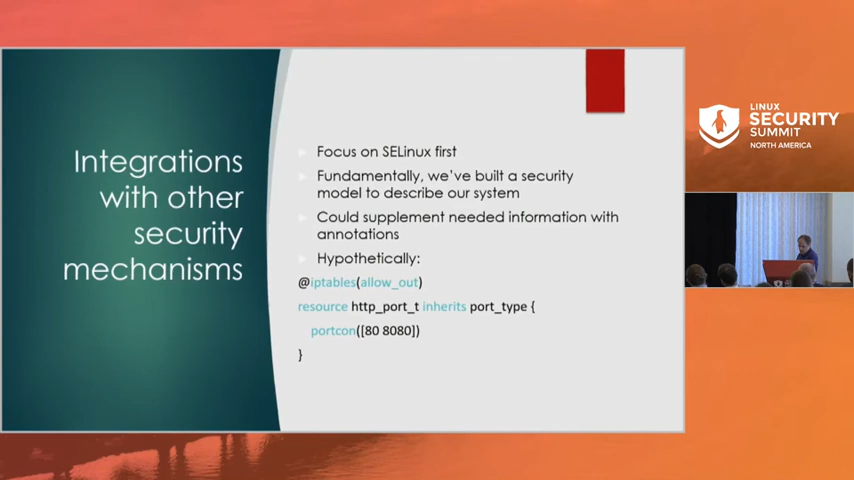 Integrations
with other
security
mechanisms
Focus on SELinux first
Fundamentally, we've built a security
model to describe our system
Could supplement needed information with
annotations
Hypothetically:
@iptables(allow_out)
resource http_port_t inherits port_type {
portcon([80 8080])
}
LINUX
SECURITY
SUMMIT
NORTH AMERICA